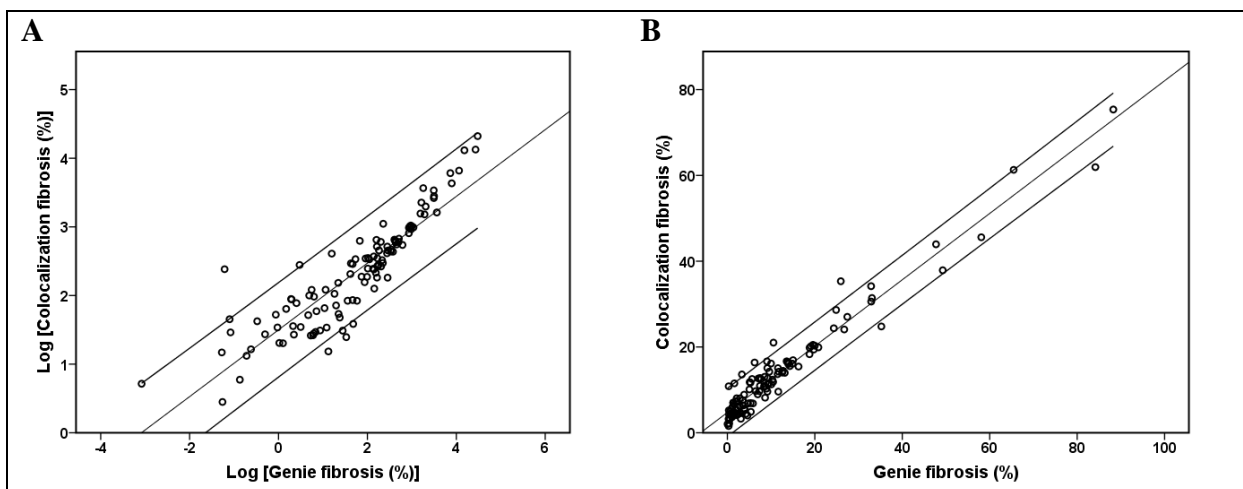 A
Log [Colocalization fibrosis (%)]
5
4
3
2
1
0
-4 -2 0 2 4 6
Log [Genie fibrosis (%)]
B
Colocalization fibrosis (%)
80
60
40
20
0
0 20 40 60 80 100
Genie fibrosis (%)